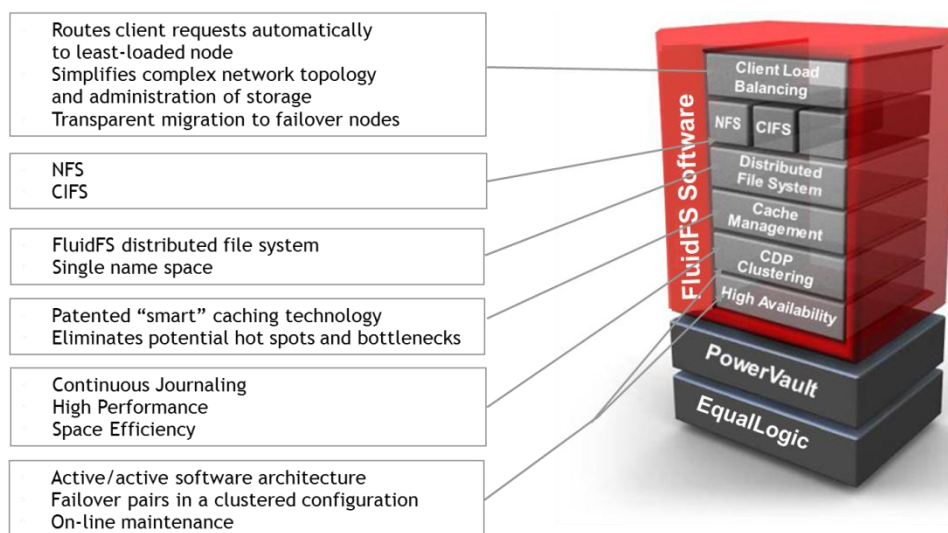 Routes client requests automatically
to least-loaded node
Simplifies complex network topology
and administration of storage
Transparent migration to failover nodes
NFS
CIFS
FluidFS distributed file system
Single name space
Patented “smart” caching technology
Eliminates potential hot spots and bottlenecks
Continuous Journaling
High Performance
Space Efficiency
Active/active software architecture
Failover pairs in a clustered configuration
On-line maintenance
FluidFS Software
Client Load
Balancing
NFS
CIFS
Distributed
File System
Cache
Management
CDP
Clustering
High Availability
PowerVault
EqualLogic